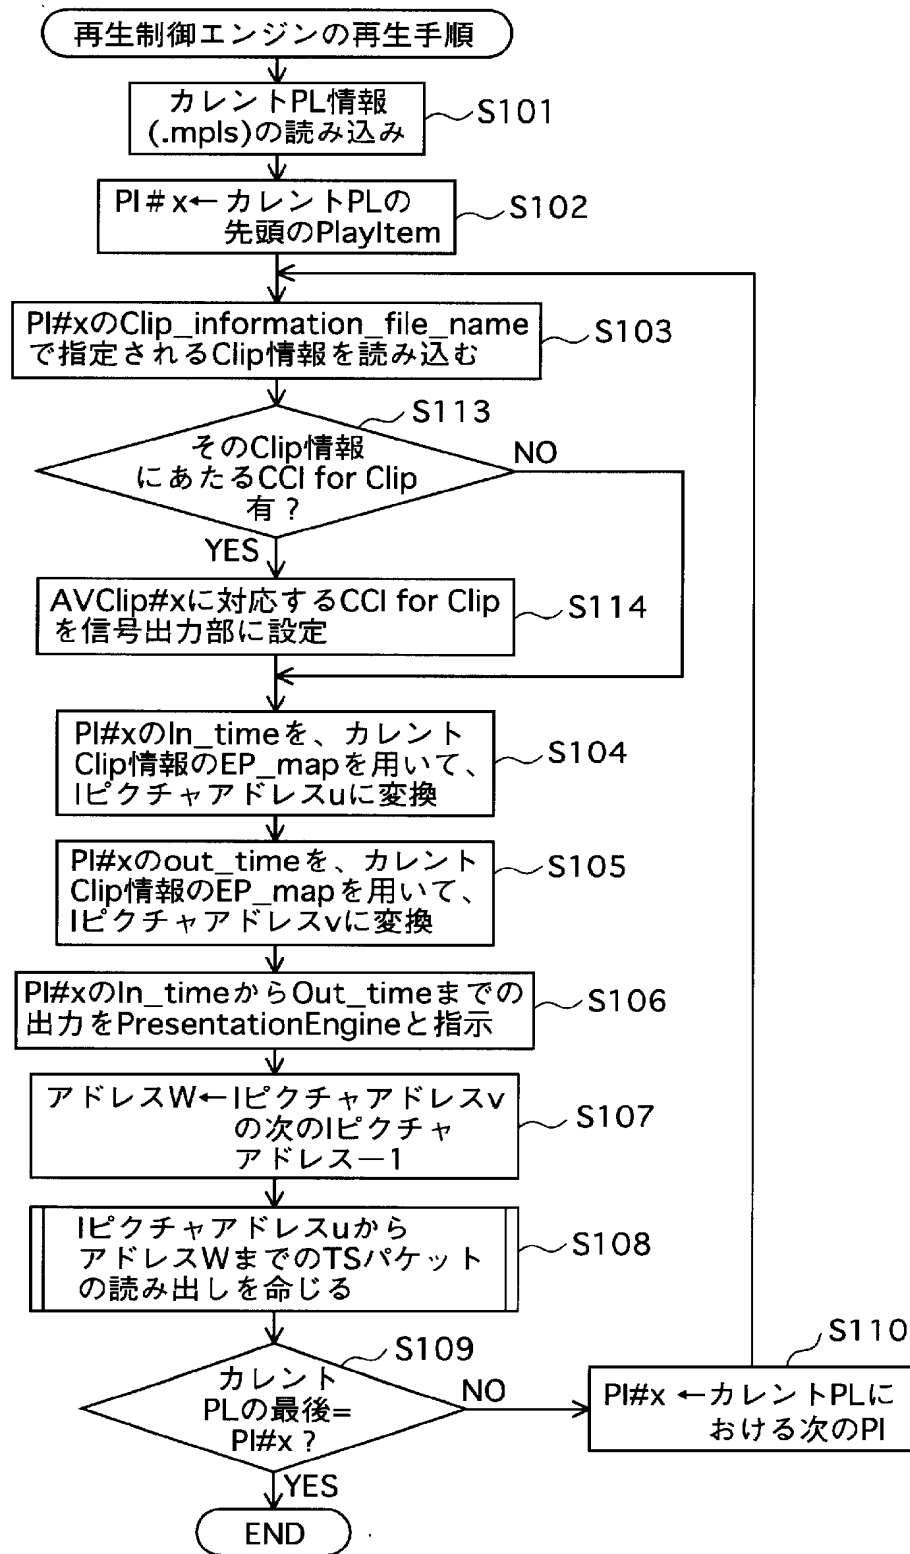 再生制御エンジンの再生手順
カレントPL情報
(.mpls)の読み込み
S101
PI#x←カレントPLの
先頭のPlayItem
S102
PI#xのClip_information_file_name
で指定されるClip情報を読み込む
S103
S113
そのClip情報
にあたるCCI for Clip
有?
NO
YES
AVClip#xに対応するCCI for Clip
を信号出力部に設定
S114
PI#xのIn_timeを、カレント
Clip情報のEP_mapを用いて、
Iピクチャアドレスuに変換
S104
PI#xのout_timeを、カレント
Clip情報のEP_mapを用いて、
Iピクチャアドレスvに変換
S105
PI#xのIn_timeからOut_timeまでの
出力をPresentationEngineと指示
S106
アドレスW←Iピクチャアドレスv
の次のIピクチャ
アドレス−1
S107
Iピクチャアドレスuから
アドレスWまでのTSパケット
の読み出しを命じる
S108
S109
カレント
PLの最後=
PI#x?
NO
YES
S110
PI#x←カレントPLに
おける次のPI
END